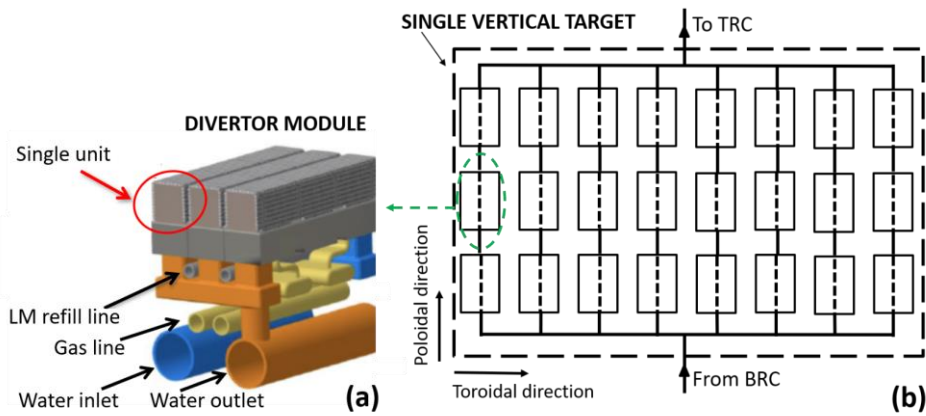 SINGLE VERTICAL TARGET
To TRC
DIVERTOR MODULE
Single unit
LM refill line
Gas line
Water inlet
Water outlet
(a)
Poloidal direction
Toroidal direction
From BRC
(b)